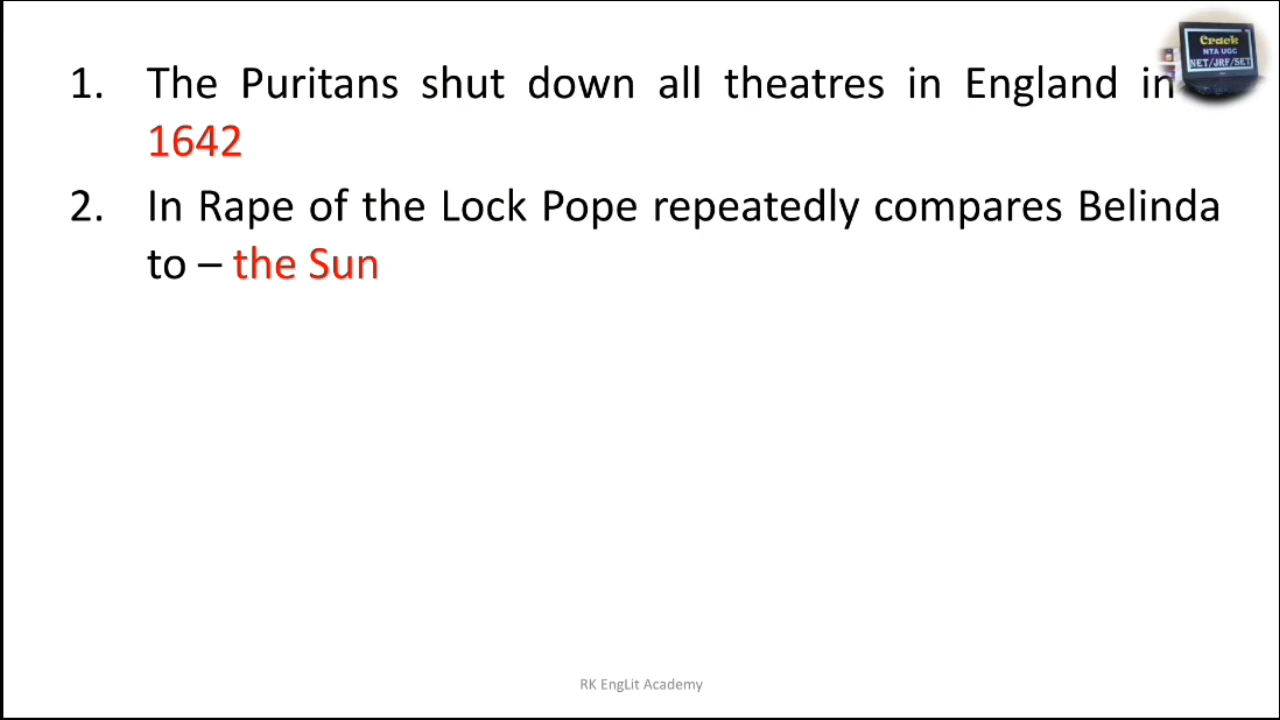 Crack
NTA UGC
NET/JRF/SET
1. The Puritans shut down all theatres in England in
1642
2. In Rape of the Lock Pope repeatedly compares Belinda
to – the Sun
RK EngLit Academy